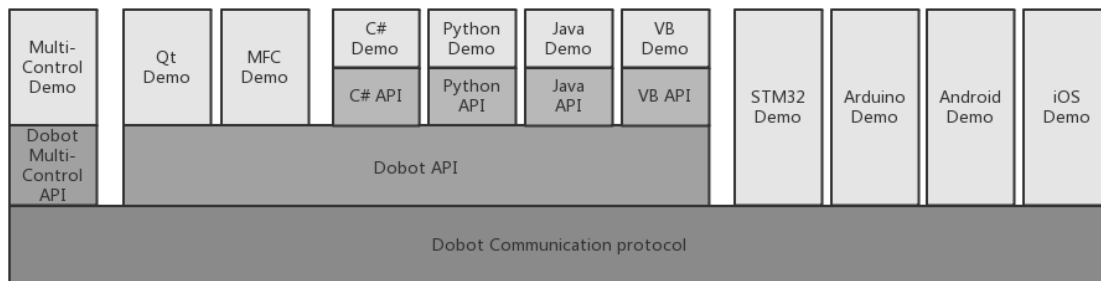 Multi-
Control
Demo
Qt
Demo
MFC
Demo
C#
Demo
Python
Demo
Java
Demo
VB
Demo
C# API
Python
API
Java
API
VB API
STM32
Demo
Arduino
Demo
Android
Demo
iOS
Demo
Dobot
Multi-
Control
API
Dobot API
Dobot Communication protocol